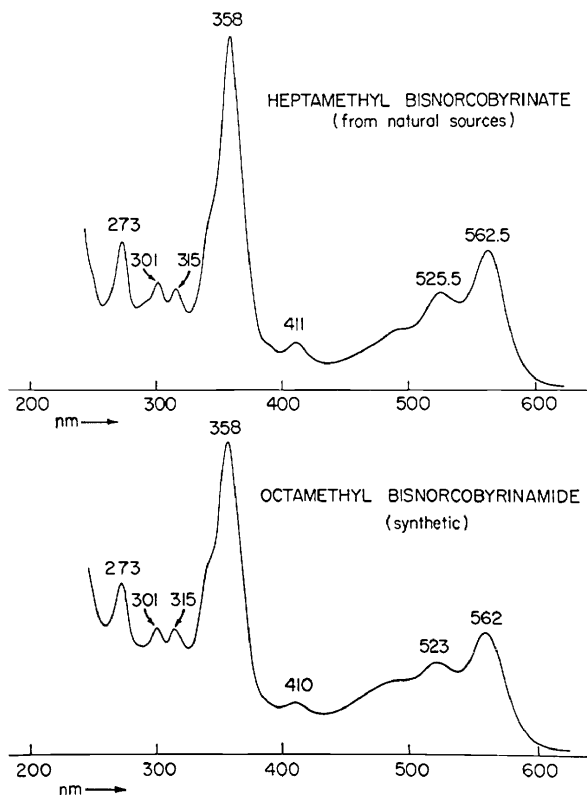 358
HEPTAMETHYL BISNORCOBYRINATE
(from natural sources)
273
301
315
562.5
525.5
411
200 300 400 500 600
nm
358
OCTAMETHYL BISNORCOBYRINAMIDE
(synthetic)
273
301 315
562
523
410
200 300 400 500 600
nm